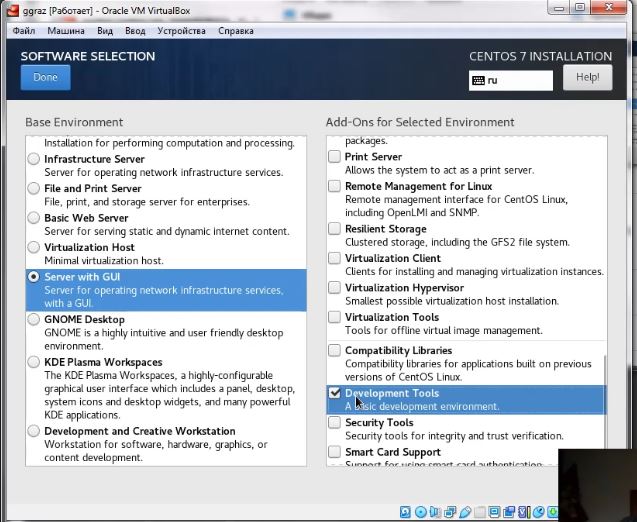 ggraz [Работает] - Oracle VM VirtualBox
Файл Машина Вид Ввод Устройства Справка
SOFTWARE SELECTION
CENTOS 7 INSTALLATION
Done
ru
Help!
Base Environment
Installation for performing computation and processing.
Infrastructure Server
Server for operating network infrastructure services.
File and Print Server
File, print, and storage server for enterprises.
Basic Web Server
Server for serving static and dynamic internet content.
Virtualization Host
Minimal virtualization host.
Server with GUI
Server for operating network infrastructure services,
with a GUI.
GNOME Desktop
GNOME is a highly intuitive and user friendly desktop
environment.
KDE Plasma Workspaces
The KDE Plasma Workspaces, a highly-configurable
graphical user interface which includes a panel, desktop,
system icons and desktop widgets, and many powerful
KDE applications.
Development and Creative Workstation
Workstation for software, hardware, graphics, or
content development.
Add-Ons for Selected Environment
packages.
Print Server
Allows the system to act as a print server.
Remote Management for Linux
Remote management interface for CentOS Linux,
including OpenLMI and SNMP.
Resilient Storage
Clustered storage, including the GFS2 file system.
Virtualization Client
Clients for installing and managing virtualization instances.
Virtualization Hypervisor
Smallest possible virtualization host installation.
Virtualization Tools
Tools for offline virtual image management.
Compatibility Libraries
Compatibility libraries for applications built on previous
versions of CentOS Linux.
Development Tools
A basic development environment.
Security Tools
Security tools for integrity and trust verification.
Smart Card Support
Support for using smart card authentication.